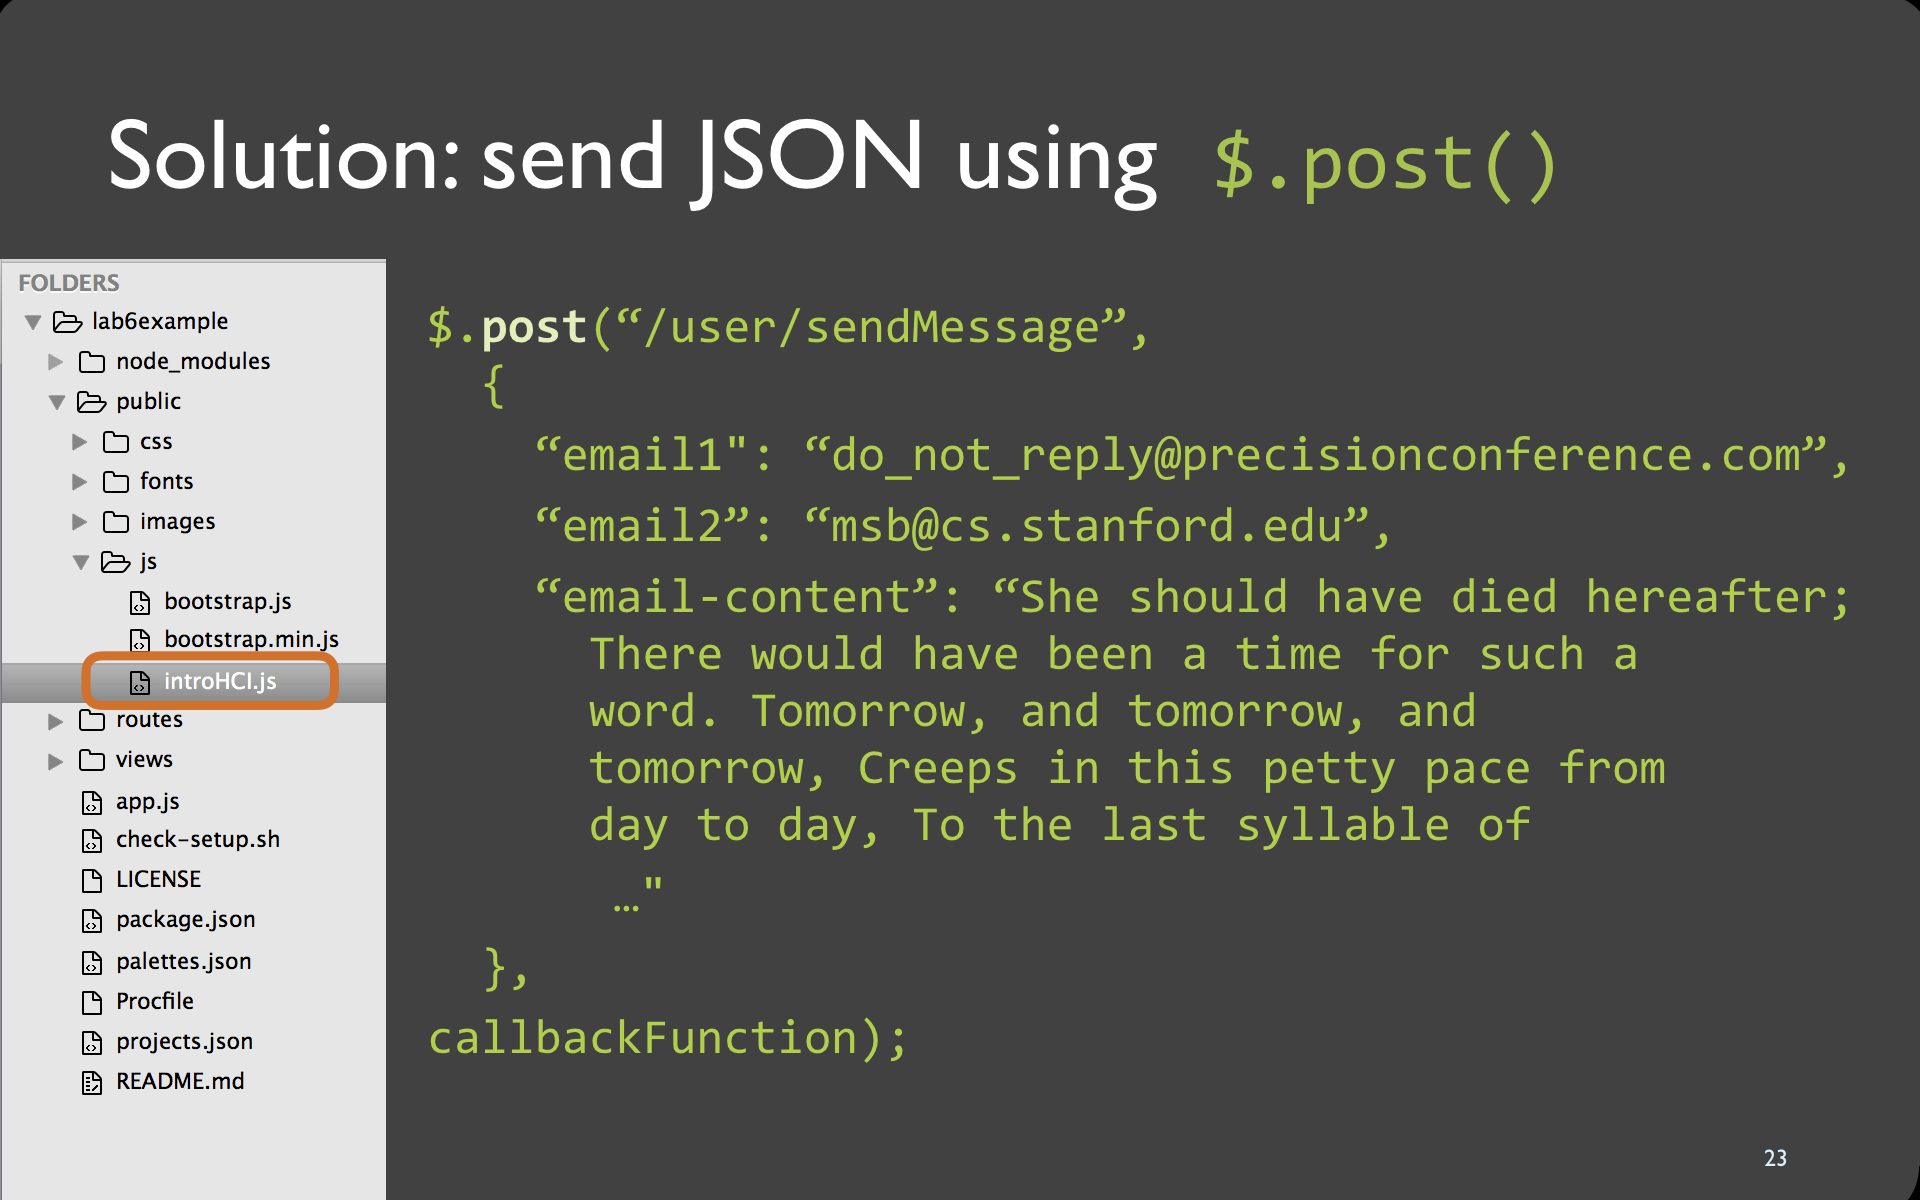 Solution: send JSON using $.post()
FOLDERS
lab6example
node_modules
public
css
fonts
images
js
bootstrap.js
bootstrap.min.js
introHCI.js
routes
views
app.js
check-setup.sh
LICENSE
package.json
palettes.json
Procfile
projects.json
README.md
$.post(“/user/sendMessage”,
{
“email1": “do_not_reply@precisionconference.com”,
“email2”: “msb@cs.stanford.edu”,
“email-content”: “She should have died hereafter;
There would have been a time for such a
word. Tomorrow, and tomorrow, and
tomorrow, Creeps in this petty pace from
day to day, To the last syllable of
…"
},
callbackFunction);
23